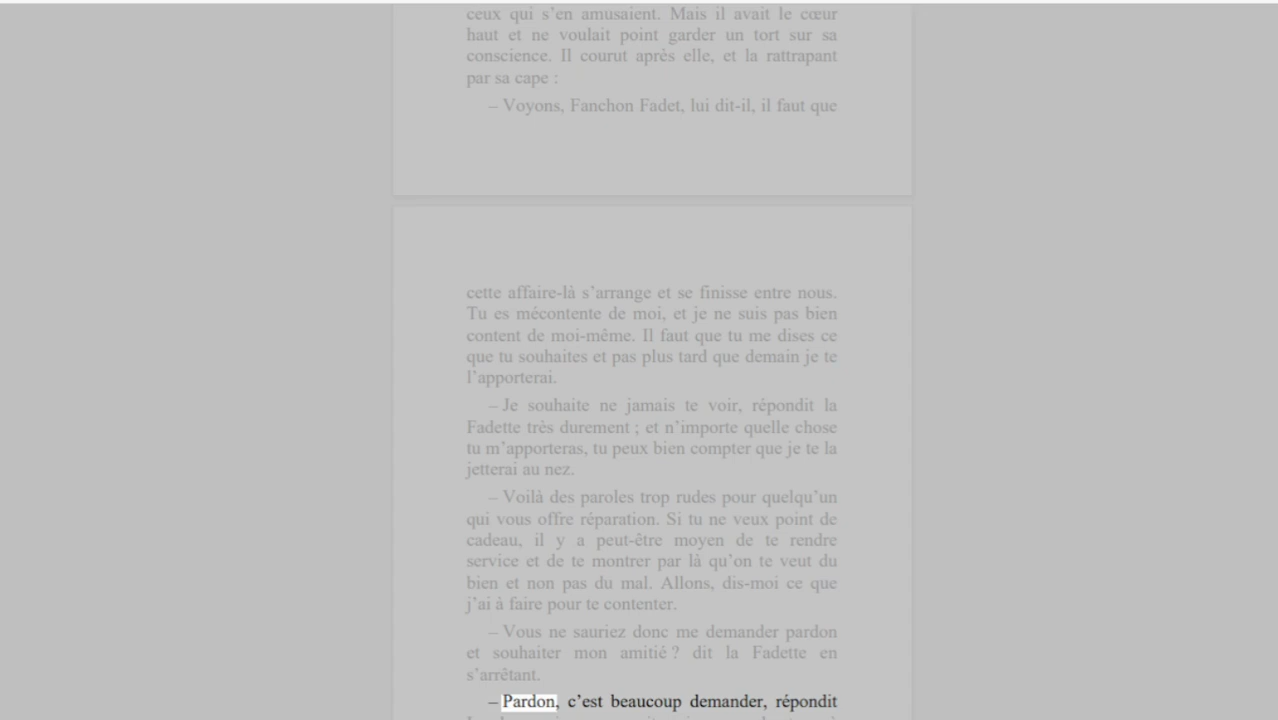 ceux qui s’en amusaient. Mais il avait le cœur
haut et ne voulait point garder un tort sur sa
conscience. Il courut après elle, et la rattrapant
par sa cape :
– Voyons, Fanchon Fadet, lui dit-il, il faut que
cette affaire-là s’arrange et se finisse entre nous.
Tu es mécontente de moi, et je ne suis pas bien
content de moi-même. Il faut que tu me dises ce
que tu souhaites et pas plus tard que demain je te
l’apporterai.
– Je souhaite ne jamais te voir, répondit la
Fadette très durement ; et n’importe quelle chose
tu m’apporteras, tu peux bien compter que je te la
jetterai au nez.
– Voilà des paroles trop rudes pour quelqu’un
qui vous offre réparation. Si tu ne veux point de
cadeau, il y a peut-être moyen de te rendre
service et de te montrer par là qu’on te veut du
bien et non pas du mal. Allons, dis-moi ce que
j’ai à faire pour te contenter.
– Vous ne sauriez donc me demander pardon
et souhaiter mon amitié ? dit la Fadette en
s’arrêtant.
– Pardon, c’est beaucoup demander, répondit